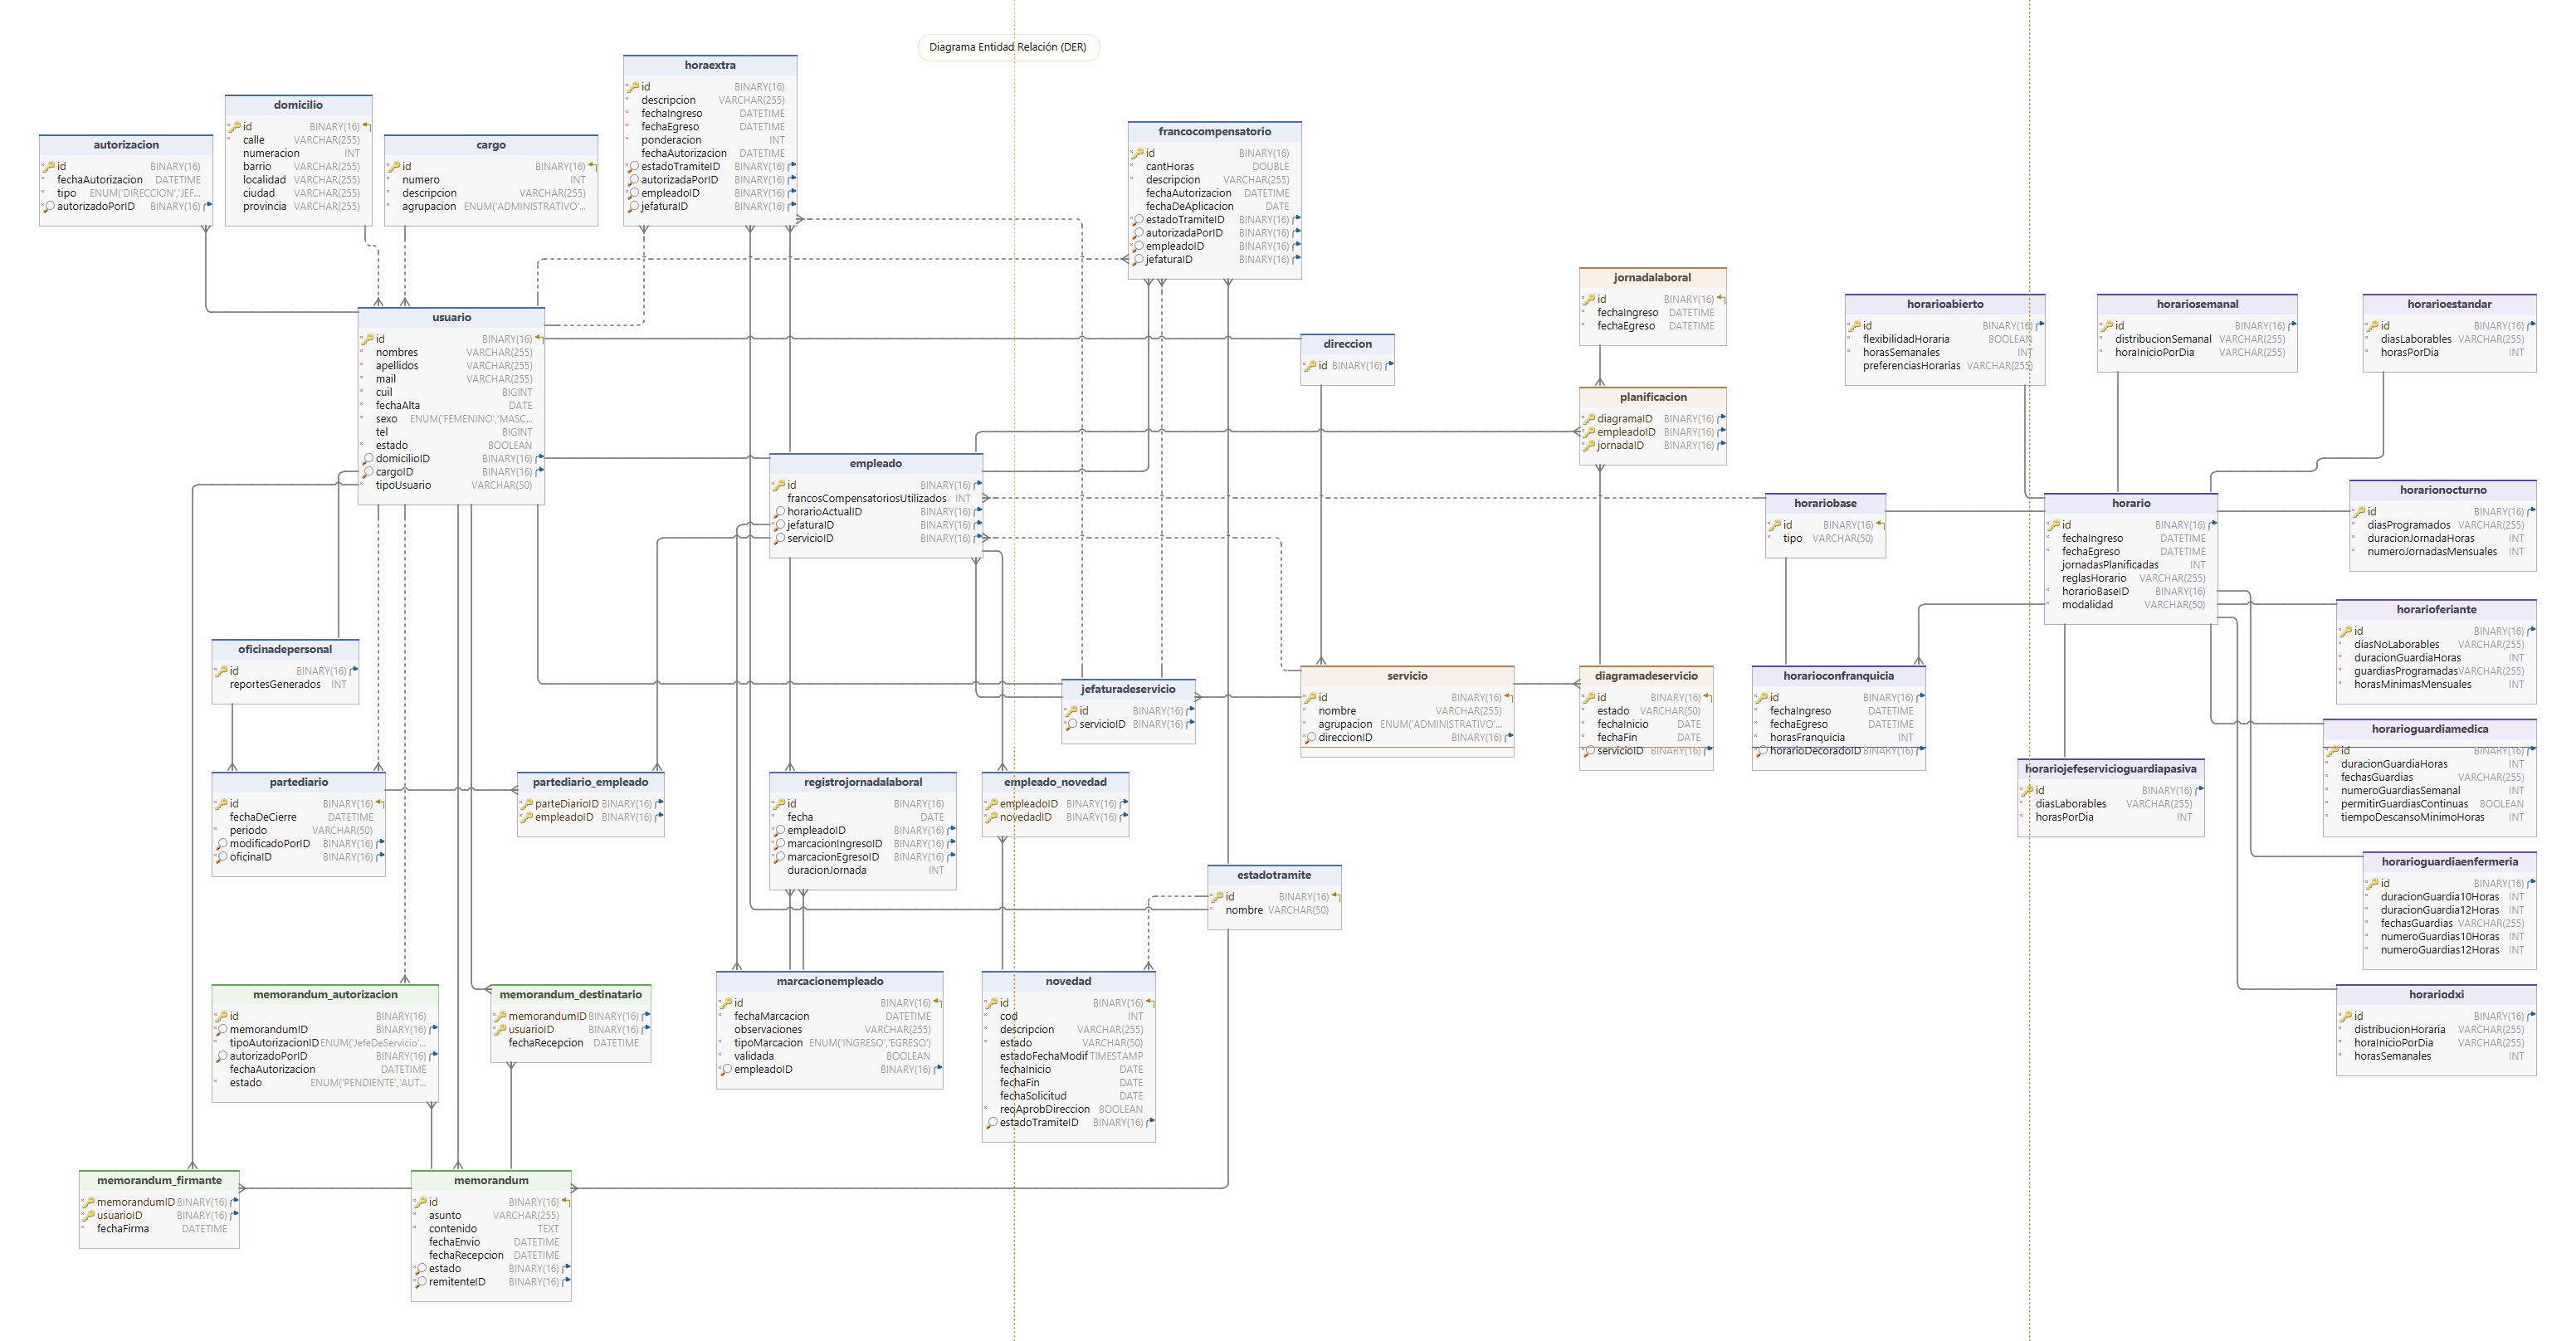 Diagrama Entidad Relación (DER)
horaextra
id BINARY(16)
descripcion VARCHAR(255)
fechaIngreso DATETIME
fechaEgreso DATETIME
ponderacion INT
fechaAutorizacion DATETIME
estadoTramiteID BINARY(16)
autorizadaPorID BINARY(16)
empleadoID BINARY(16)
jefaturaID BINARY(16)
domicilio
id BINARY(16)
calle VARCHAR(255)
numeracion INT
barrio VARCHAR(255)
localidad VARCHAR(255)
ciudad VARCHAR(255)
provincia VARCHAR(255)
autorizacion
id BINARY(16)
fechaAutorizacion DATETIME
tipo ENUM('DIRECCION','JEF...
autorizadoPorID BINARY(16)
cargo
id BINARY(16)
numero INT
descripcion VARCHAR(255)
agrupacion ENUM('ADMINISTRATIVO'...
francocompensatorio
id BINARY(16)
cantHoras DOUBLE
descripcion VARCHAR(255)
fechaAutorizacion DATETIME
fechaDeAplicacion DATE
estadoTramiteID BINARY(16)
autorizadaPorID BINARY(16)
empleadoID BINARY(16)
jefaturaID BINARY(16)
jornadalaboral
id BINARY(16)
fechaIngreso DATETIME
fechaEgreso DATETIME
horarioabierto
id BINARY(16)
flexibilidadHoraria BOOLEAN
horasSemanales INT
preferenciasHorarias VARCHAR(255)
horariosemanal
id BINARY(16)
distribucionSemanal VARCHAR(255)
horaInicioPorDia VARCHAR(255)
horarioestandar
id BINARY(16)
diasLaborables VARCHAR(255)
horasPorDia INT
usuario
id BINARY(16)
nombres VARCHAR(255)
apellidos VARCHAR(255)
mail VARCHAR(255)
cuil BIGINT
fechaAlta DATE
sexo ENUM('FEMENINO','MASC...
tel BIGINT
estado BOOLEAN
domicilioID BINARY(16)
cargoID BINARY(16)
tipoUsuario VARCHAR(50)
direccion
id BINARY(16)
planificacion
diagramaID BINARY(16)
empleadoID BINARY(16)
jornadaID BINARY(16)
empleado
id BINARY(16)
francosCompensatoriosUtilizados INT
horarioActualID BINARY(16)
jefaturaID BINARY(16)
servicioID BINARY(16)
horariobase
id BINARY(16)
tipo VARCHAR(50)
horario
id BINARY(16)
fechaIngreso DATETIME
fechaEgreso DATETIME
jornadasPlanificadas INT
reglasHorario VARCHAR(255)
horarioBaseID BINARY(16)
modalidad VARCHAR(50)
horarionocturno
id BINARY(16)
diasProgramados VARCHAR(255)
duracionJornadaHoras INT
numeroJornadasMensuales INT
horarioferiante
id BINARY(16)
diasNoLaborables VARCHAR(255)
duracionGuardiaHoras INT
guardiasProgramadas VARCHAR(255)
horasMinimasMensuales INT
oficinadepersonal
id BINARY(16)
reportesGenerados INT
jefaturadeservicio
id BINARY(16)
servicioID BINARY(16)
servicio
id BINARY(16)
nombre VARCHAR(255)
agrupacion ENUM('ADMINISTRATIVO'...
direccionID BINARY(16)
diagramadeservicio
id BINARY(16)
estado VARCHAR(50)
fechaInicio DATE
fechaFin DATE
servicioID BINARY(16)
horarioconfranquicia
id BINARY(16)
fechaIngreso DATETIME
fechaEgreso DATETIME
horasFranquicia INT
horarioDecoradoID BINARY(16)
horarioguardiamedica
id BINARY(16)
duracionGuardiaHoras INT
fechasGuardias VARCHAR(255)
numeroGuardiasSemanal INT
permitirGuardiasContinuas BOOLEAN
tiempoDescansoMinimoHoras INT
horariojefeservicioguardiapasiva
id BINARY(16)
diasLaborables VARCHAR(255)
horasPorDia INT
partediario
id BINARY(16)
fechaDeCierre DATETIME
periodo VARCHAR(50)
modificadoPorID BINARY(16)
oficinaID BINARY(16)
partediario_empleado
parteDiarioID BINARY(16)
empleadoID BINARY(16)
registrojornadalaboral
id BINARY(16)
fecha DATE
empleadoID BINARY(16)
marcacionIngresoID BINARY(16)
marcacionEgresoID BINARY(16)
duracionJornada INT
empleado_novedad
empleadoID BINARY(16)
novedadID BINARY(16)
estadotramite
id BINARY(16)
nombre VARCHAR(50)
horarioguardiaenfermeria
id BINARY(16)
duracionGuardia10Horas INT
duracionGuardia12Horas INT
fechasGuardias VARCHAR(255)
numeroGuardias10Horas INT
numeroGuardias12Horas INT
memorandum_autorizacion
id BINARY(16)
memorandumID BINARY(16)
tipoAutorizacionID ENUM('JefeDeServicio'...
autorizadoPorID BINARY(16)
fechaAutorizacion DATETIME
estado ENUM('PENDIENTE','AUT...
memorandum_destinatario
memorandumID BINARY(16)
usuarioID BINARY(16)
fechaRecepcion DATETIME
marcacionempleado
id BINARY(16)
fechaMarcacion DATETIME
observaciones VARCHAR(255)
tipoMarcacion ENUM('INGRESO','EGRESO')
validada BOOLEAN
empleadoID BINARY(16)
novedad
id BINARY(16)
cod INT
descripcion VARCHAR(255)
estado VARCHAR(50)
estadoFechaModif TIMESTAMP
fechaInicio DATE
fechaFin DATE
fechaSolicitud DATE
reqAprobDireccion BOOLEAN
estadoTramiteID BINARY(16)
horariodxi
id BINARY(16)
distribucionHoraria VARCHAR(255)
horaInicioPorDia VARCHAR(255)
horasSemanales INT
memorandum_firmante
memorandumID BINARY(16)
usuarioID BINARY(16)
fechaFirma DATETIME
memorandum
id BINARY(16)
asunto VARCHAR(255)
contenido TEXT
fechaEnvio DATETIME
fechaRecepcion DATETIME
estado BINARY(16)
remitenteID BINARY(16)